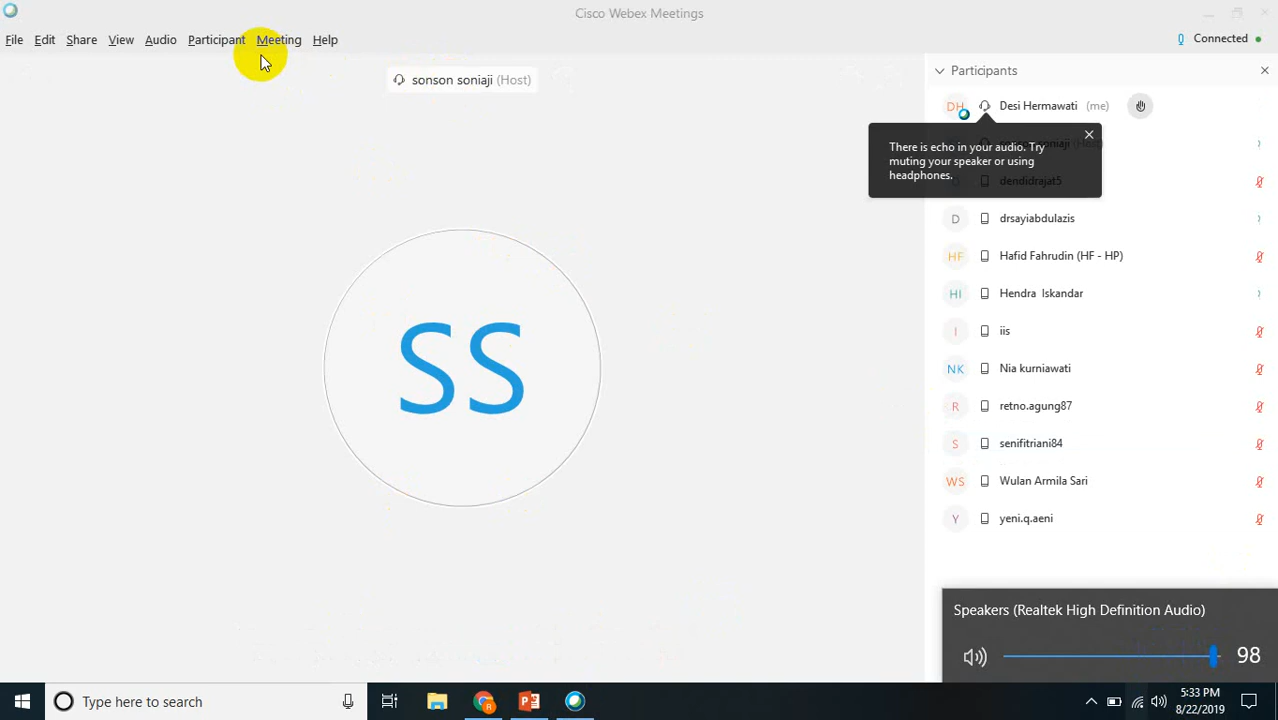 Cisco Webex Meetings
File Edit Share View Audio Participant Meeting Help
Connected
sonson soniaji (Host)
Participants
DH Desi Hermawati (me)
There is echo in your audio. Try
muting your speaker or using
headphones.
dendidrajat5
D drsayiabdulazis
HF Hafid Fahrudin (HF - HP)
HI Hendra Iskandar
I iis
NK Nia kurniawati
R retno.agung87
S senifitriani84
WS Wulan Armila Sari
Y yeni.q.aeni
SS
Speakers (Realtek High Definition Audio)
98
Type here to search
5:33 PM
8/22/2019